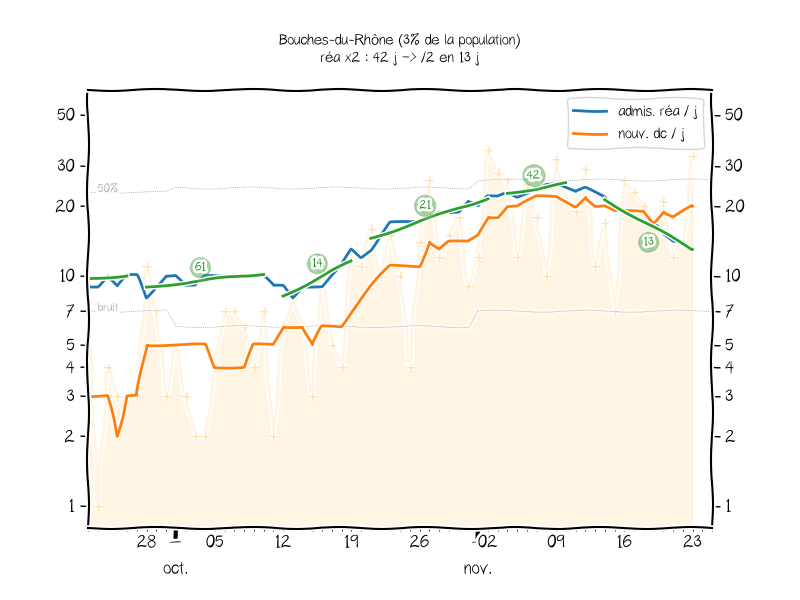 Bouches-du-Rhône (3% de la population)
réa x2 : 42 j -> /2 en 13 j
admis. réa / j
nouv. dc / j
50 50
30 30
50%
20 20
42
21
13
14
61
10 10
bruit
7 7
5 5
4 4
3 3
2 2
1 1
28 05 12 19 26 02 09 16 23
oct. nov.